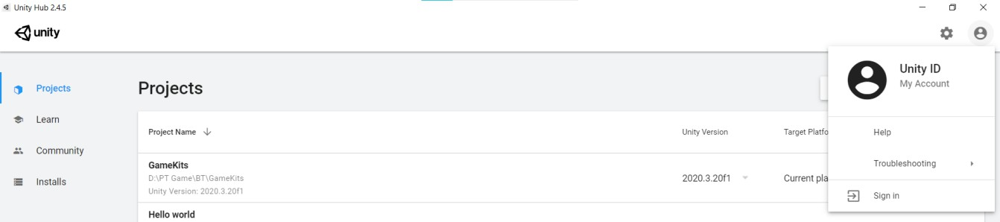 Unity Hub 2.4.5
unity
Unity ID
My Account
Projects
Learn
Community
Installs
Projects
Project Name
Unity Version
Target Platfo
GameKits
D:\PT Game\BT\GameKits
Unity Version: 2020.3.20f1
2020.3.20f1
Current pla
Hello world
Help
Troubleshooting
Sign in